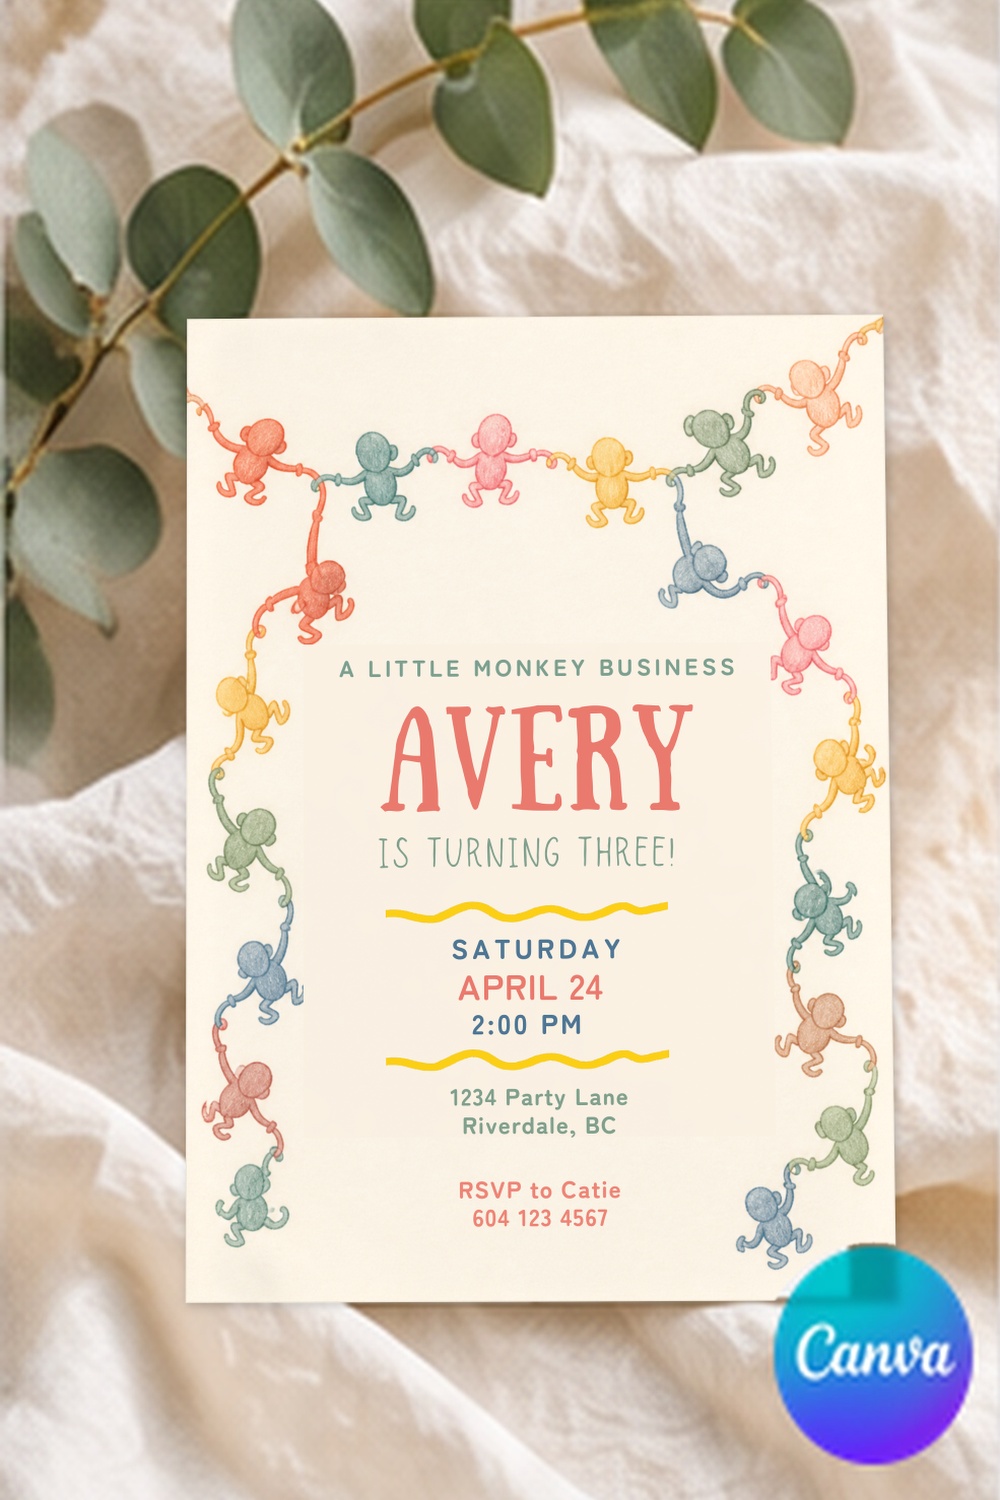 A LITTLE MONKEY BUSINESS
AVERY
IS TURNING THREE!
SATURDAY
APRIL 24
2:00 PM
1234 Party Lane
Riverdale, BC
RSVP to Catie
604 123 4567
Canva